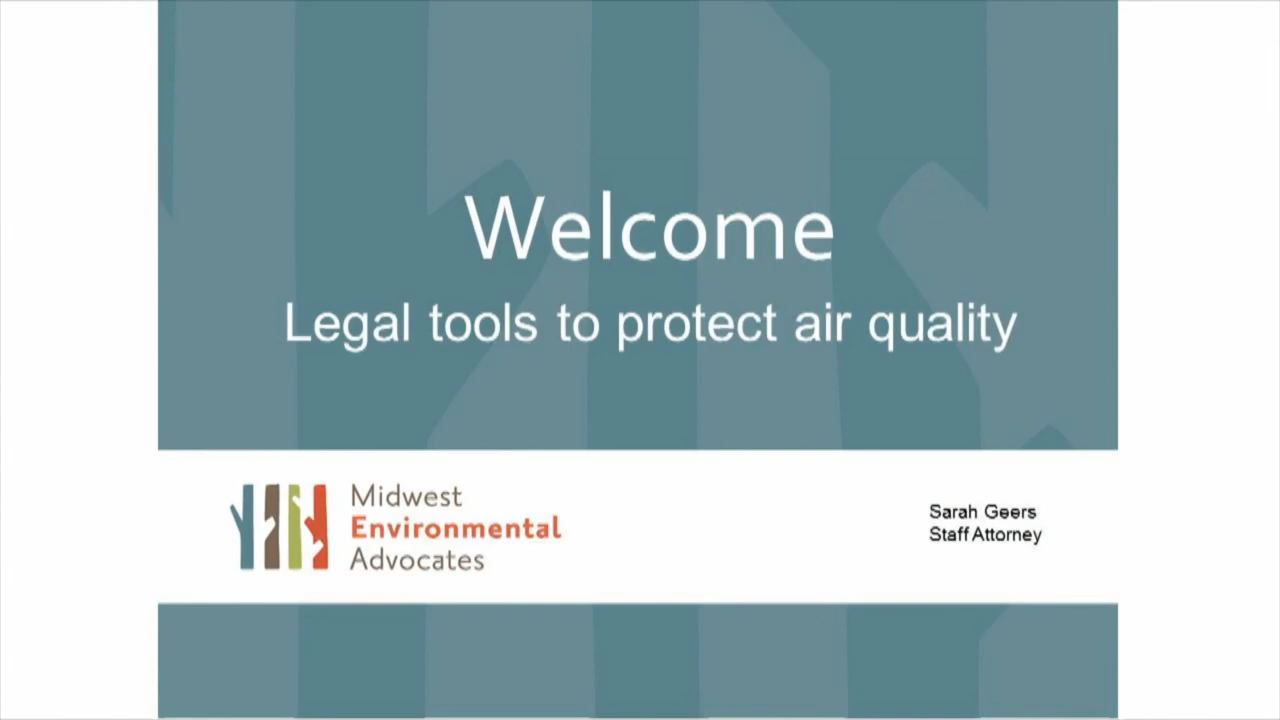 Welcome
Legal tools to protect air quality
Midwest
Environmental
Advocates
Sarah Geers
Staff Attorney